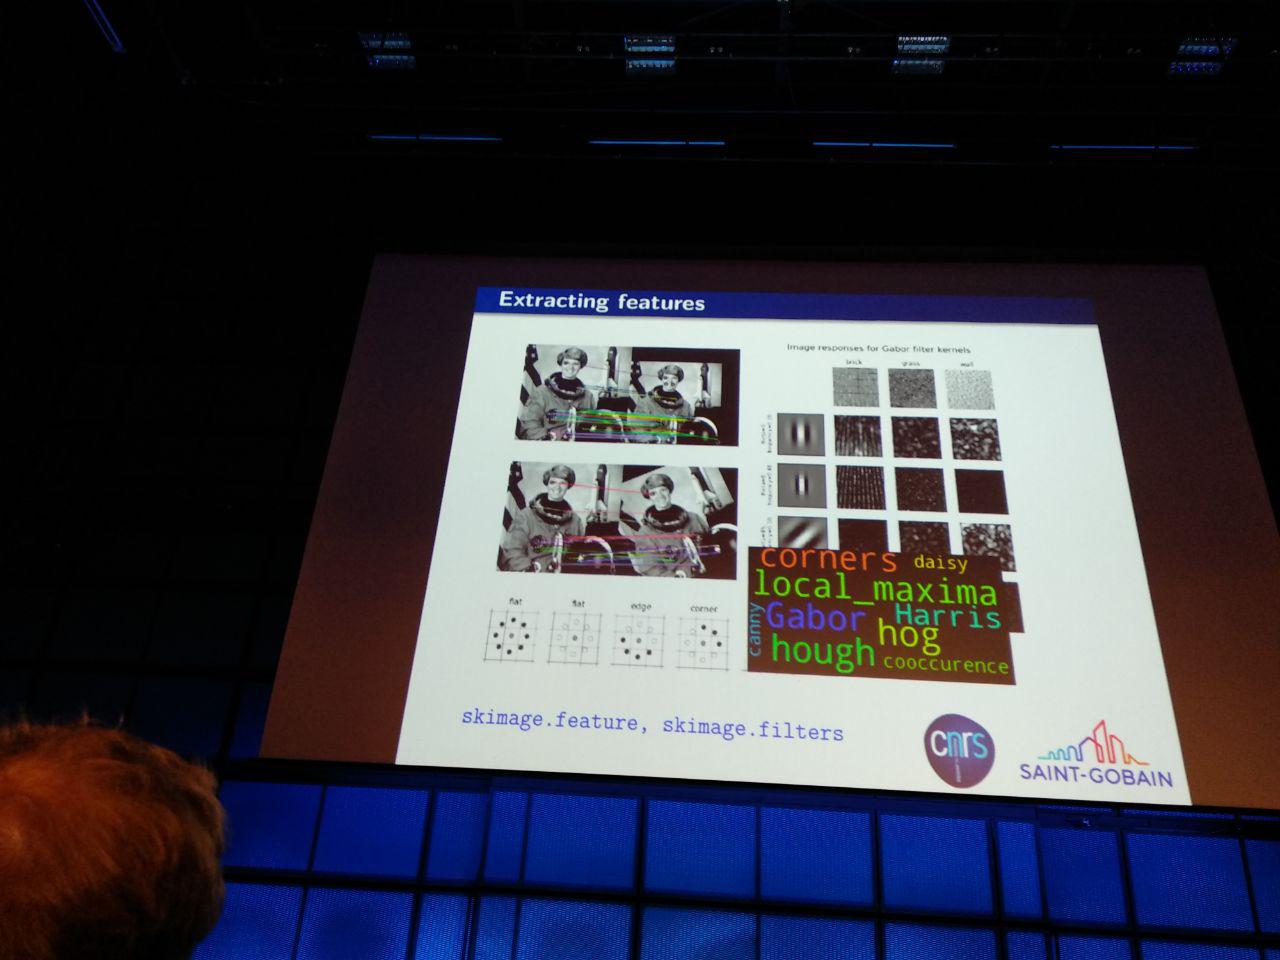 Extracting features
Image responses for Gabor filter kernels
brick grass wall
flat flat edge corner
corners daisy
local_maxima
canny Gabor Harris
hough hog
cooccurence
skimage.feature, skimage.filters
cnrs
SAINT-GOBAIN